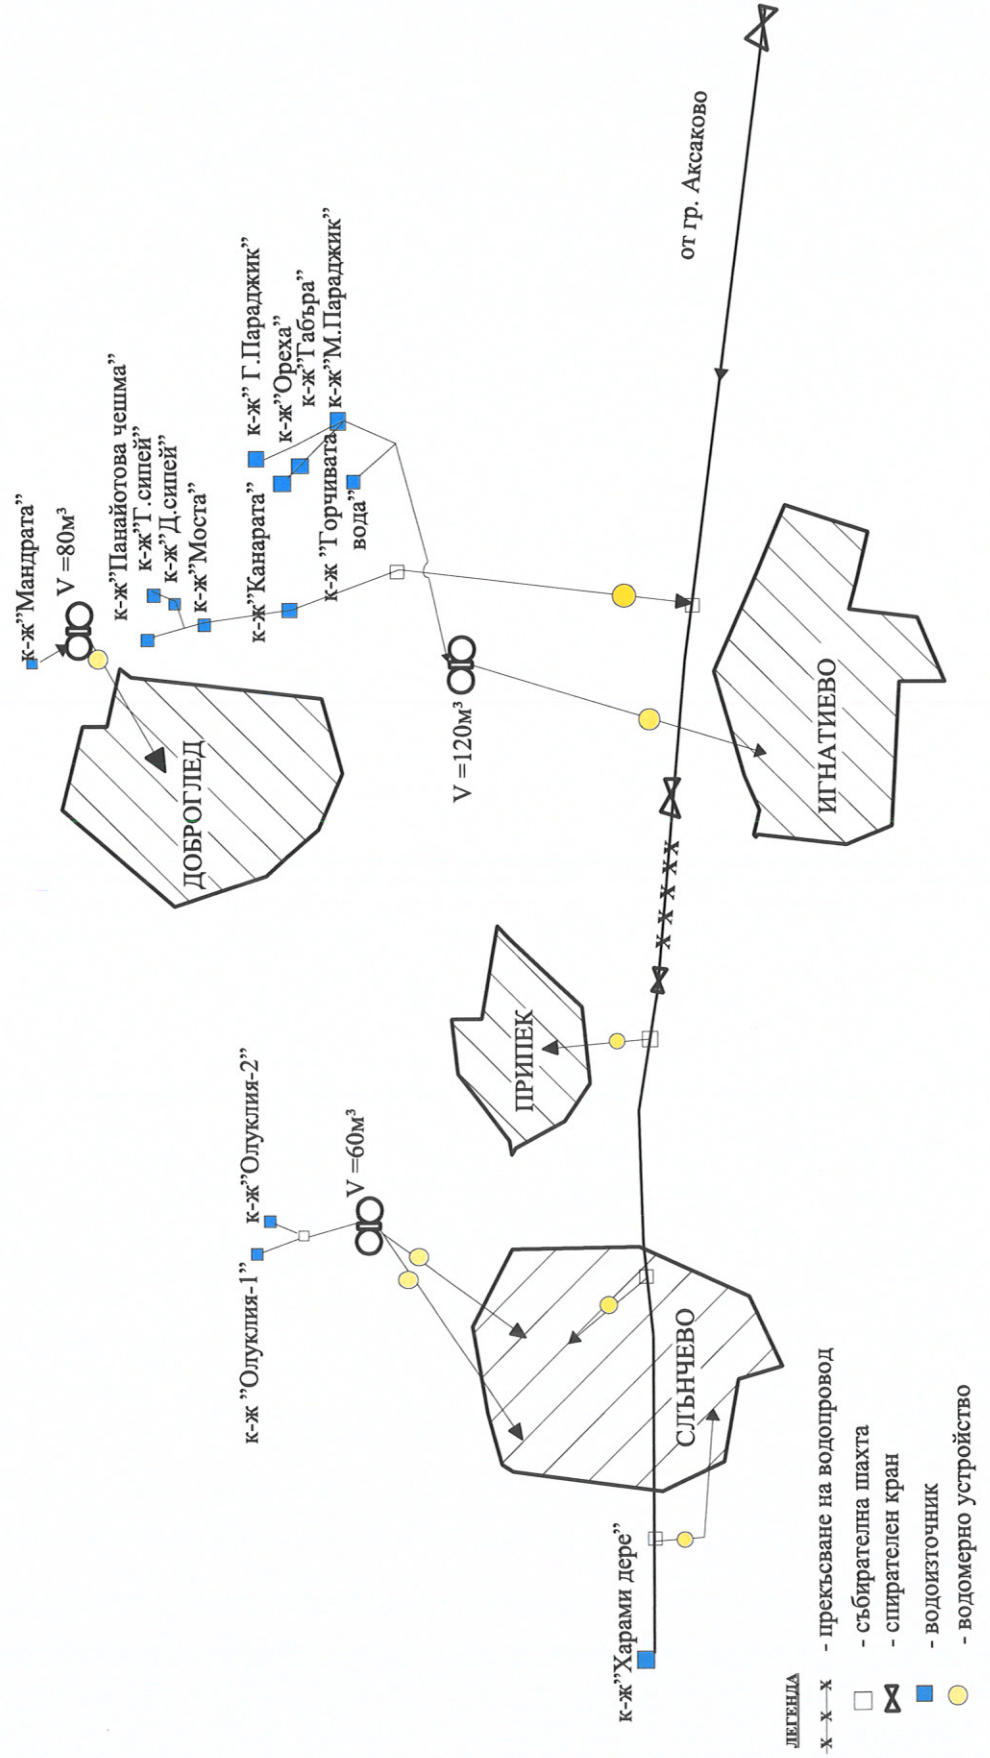 к-ж"Мандрата"
V =80м³
к-ж"Панайотова чешма"
к-ж"Г.сипей"
к-ж"Д.сипей"
к-ж"Моста"
к-ж"Канарата"
к-ж" Г.Параджик"
к-ж"Ореха"
к-ж"Габъра"
к-ж"М.Параджик"
к-ж "Горчивата
вода"
ДОБРОГЛЕД
V =120м³
от гр. Аксаково
ИГНАТИЕВО
x x x x x
ПРИПЕК
к-ж "Олуклия-1"
к-ж"Олуклия-2"
V =60м³
СЛЪНЧЕВО
к-ж"Харами дере"
ЛЕГЕНДА
x—x—x - прекъсване на водопровод
- събирателна шахта
- спирателен кран
- водоизточник
- водомерно устройство